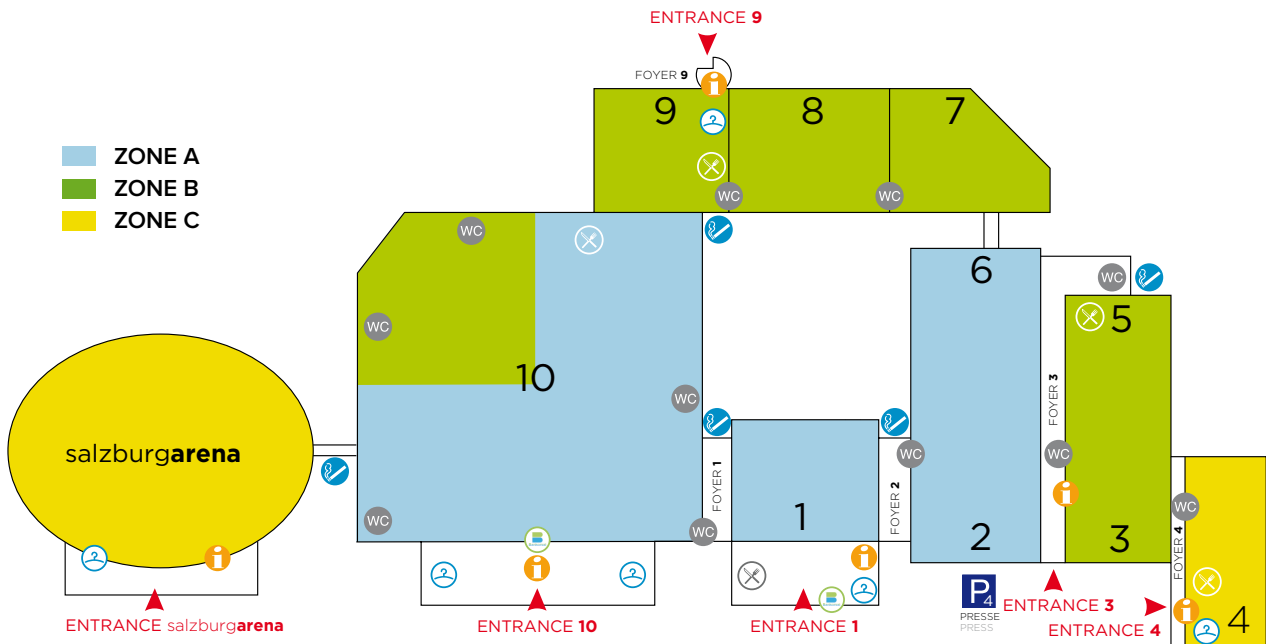 ENTRANCE 9
FOYER 9
i
9
8
7
ZONE A
ZONE B
ZONE C
WC
WC
WC
6
WC
5
WC
10
FOYER 3
WC
salzburgarena
WC
WC
FOYER 1
FOYER 2
i
WC
WC
WC
1
2
3
FOYER 4
i
i
i
P4
PRESSE
PRESS
ENTRANCE 3
i
4
ENTRANCE salzburgarena
ENTRANCE 10
ENTRANCE 1
ENTRANCE 4